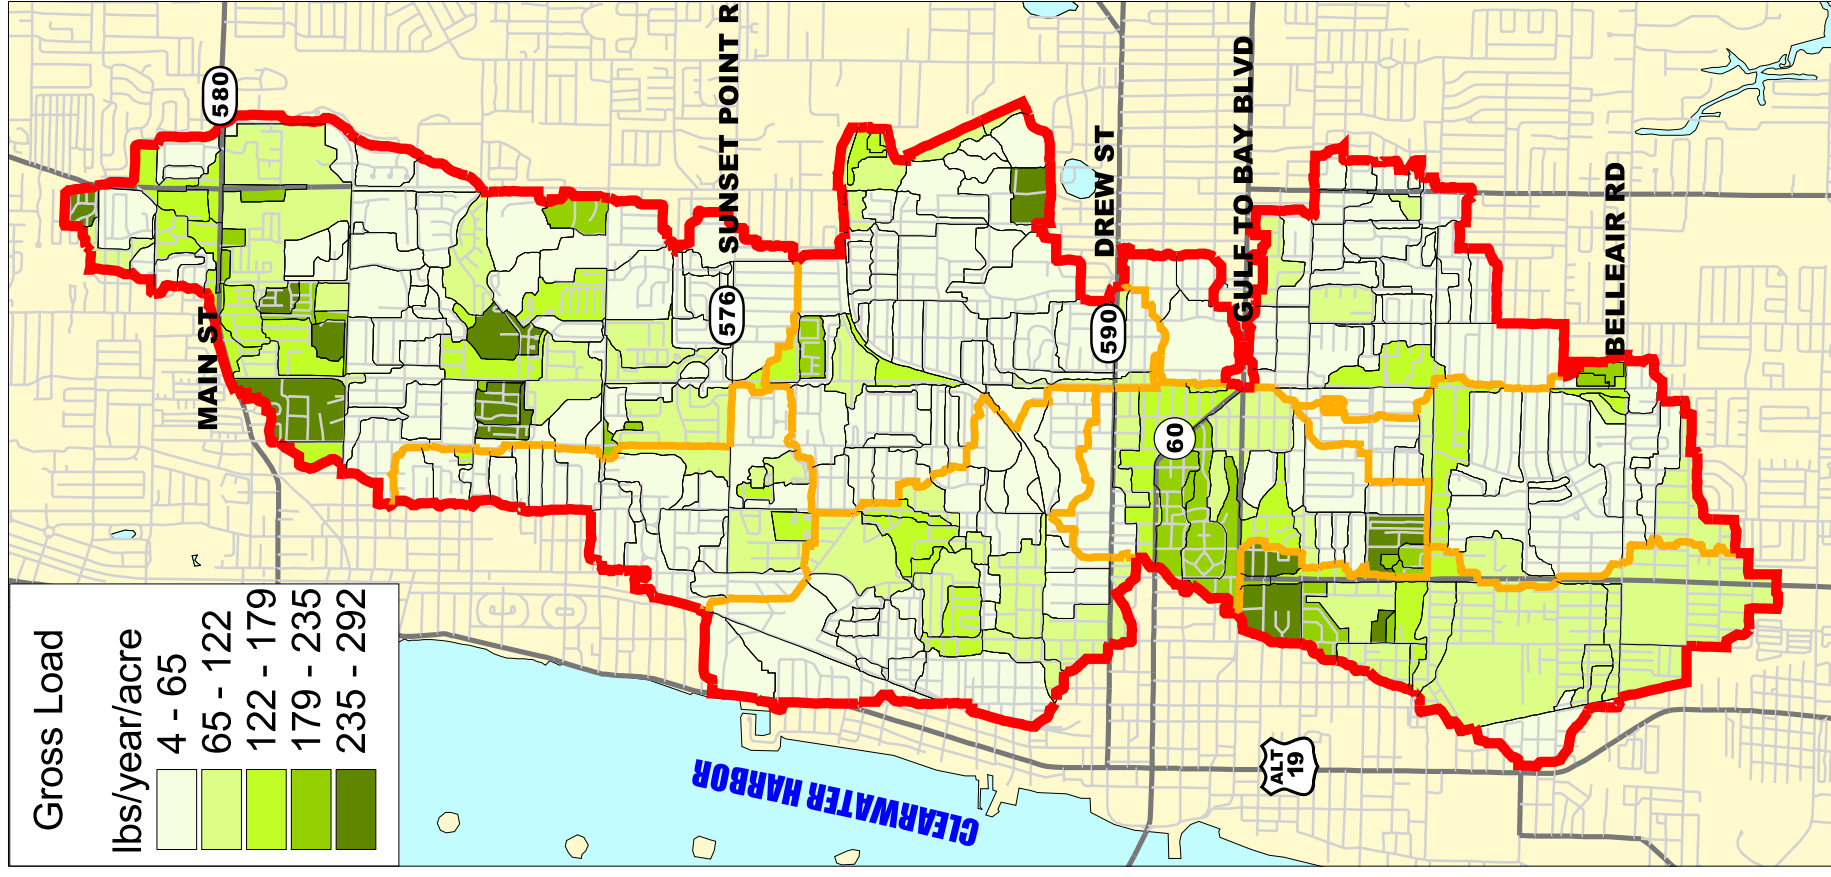 Gross Load
lbs/year/acre
4 - 65
65 - 122
122 - 179
179 - 235
235 - 292
580
MAIN ST
SUNSET POINT R
576
DREW ST
590
GULF TO BAY BLVD
60
BELLEAIR RD
ALT
19
CLEARWATER HARBOR